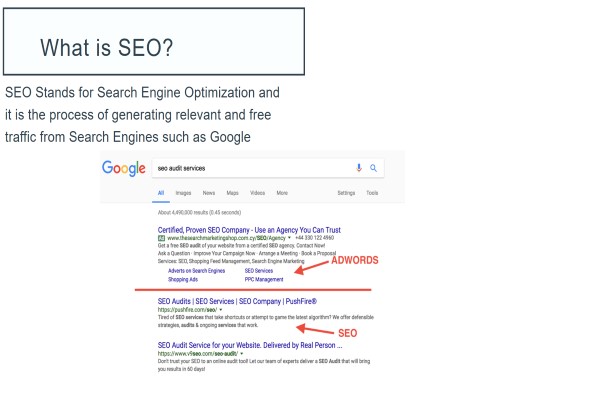 What is SEO?
SEO Stands for Search Engine Optimization and
it is the process of generating relevant and free
traffic from Search Engines such as Google
Google seo audit services
All Images News Maps Videos More Settings Tools
About 4,490,000 results (0.45 seconds)
Certified, Proven SEO Company - Use an Agency You Can Trust
Ad www.thesearchmarketingshop.com.cy/SEO/Agency ▼ +44 330 122 4960
Get a free SEO audit of your website from a certified SEO agency. Contact Now!
Ask a Question · Improve Your Campaign Now · Arrange a Meeting · Book a Proposal
Services: SEO, Shopping Feed Management, Search Engine Marketing
ADWORDS
Adverts on Search Engines SEO Services
Shopping Ads PPC Management
SEO Audits | SEO Services | SEO Company | PushFire®
https://pushfire.com/seo/ ▼
Tired of SEO services that take shortcuts or attempt to game the latest algorithm? We offer defensible
strategies, audits & ongoing services that work.
SEO
SEO Audit Service for your Website. Delivered by Real Person ...
https://www.v9seo.com/seo-audit/ ▼
Don't trust your SEO to an online audit tool! Let our team of experts deliver a SEO Audit that will bring
you results in 60 days!